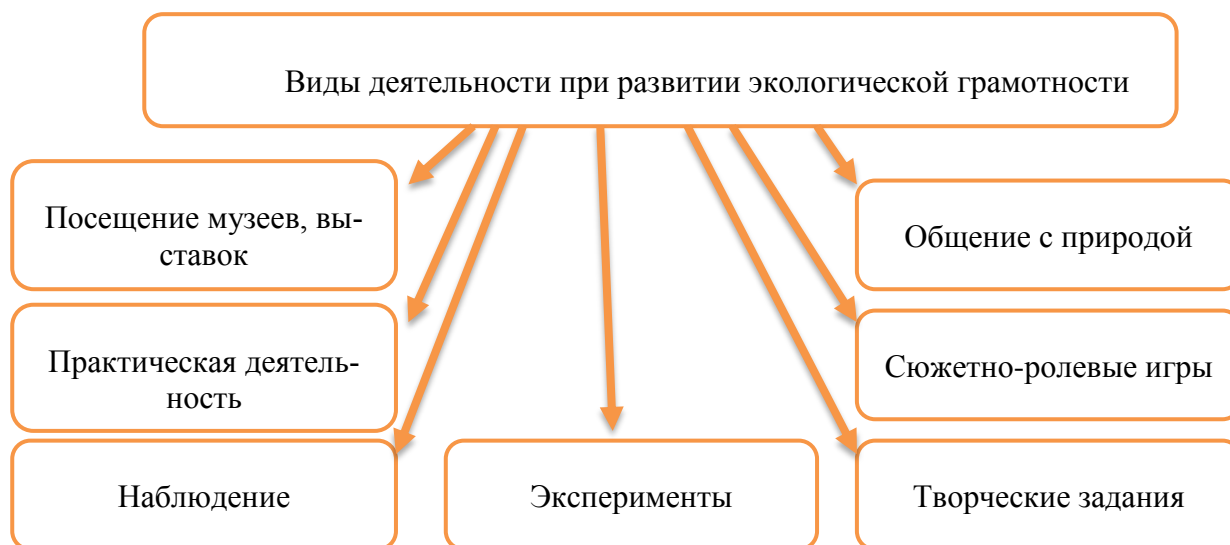 Виды деятельности при развитии экологической грамотности
Посещение музеев, вы-
ставок
Общение с природой
Практическая деятель-
ность
Сюжетно-ролевые игры
Наблюдение
Эксперименты
Творческие задания